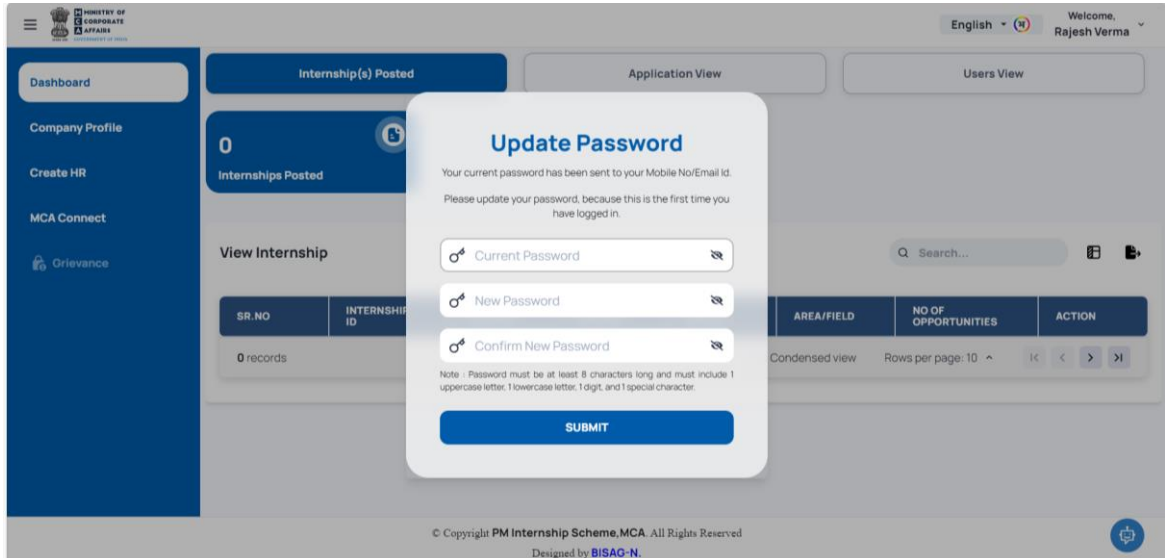 MINISTRY OF
CORPORATE
AFFAIRS
GOVERNMENT OF INDIA
English
अ
Welcome,
Rajesh Verma
Dashboard
Company Profile
Create HR
MCA Connect
Grievance
Internship(s) Posted
Application View
Users View
0
Internships Posted
Update Password
Your current password has been sent to your Mobile No/Email Id.
Please update your password, because this is the first time you
have logged in.
Current Password
New Password
Confirm New Password
Note : Password must be at least 8 characters long and must include 1
uppercase letter, 1 lowercase letter, 1 digit, and 1 special character.
SUBMIT
View Internship
Search...
SR.NO
INTERNSHIP
ID
AREA/FIELD
NO OF
OPPORTUNITIES
ACTION
0 records
Condensed view
Rows per page: 10
© Copyright PM Internship Scheme,MCA. All Rights Reserved
Designed by BISAG-N.